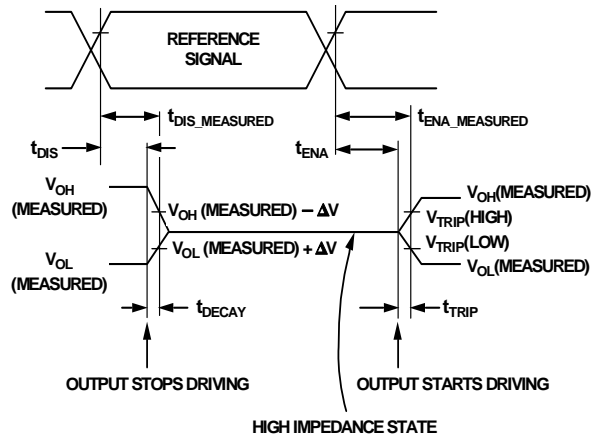 REFERENCE
SIGNAL
tDIS_MEASURED
tENA_MEASURED
tDIS
tENA
VOH
(MEASURED)
VOH (MEASURED) – ΔV
VOL (MEASURED) + ΔV
VOL
(MEASURED)
VOH(MEASURED)
VTRIP(HIGH)
VTRIP(LOW)
VOL(MEASURED)
tDECAY
tTRIP
OUTPUT STOPS DRIVING
OUTPUT STARTS DRIVING
HIGH IMPEDANCE STATE